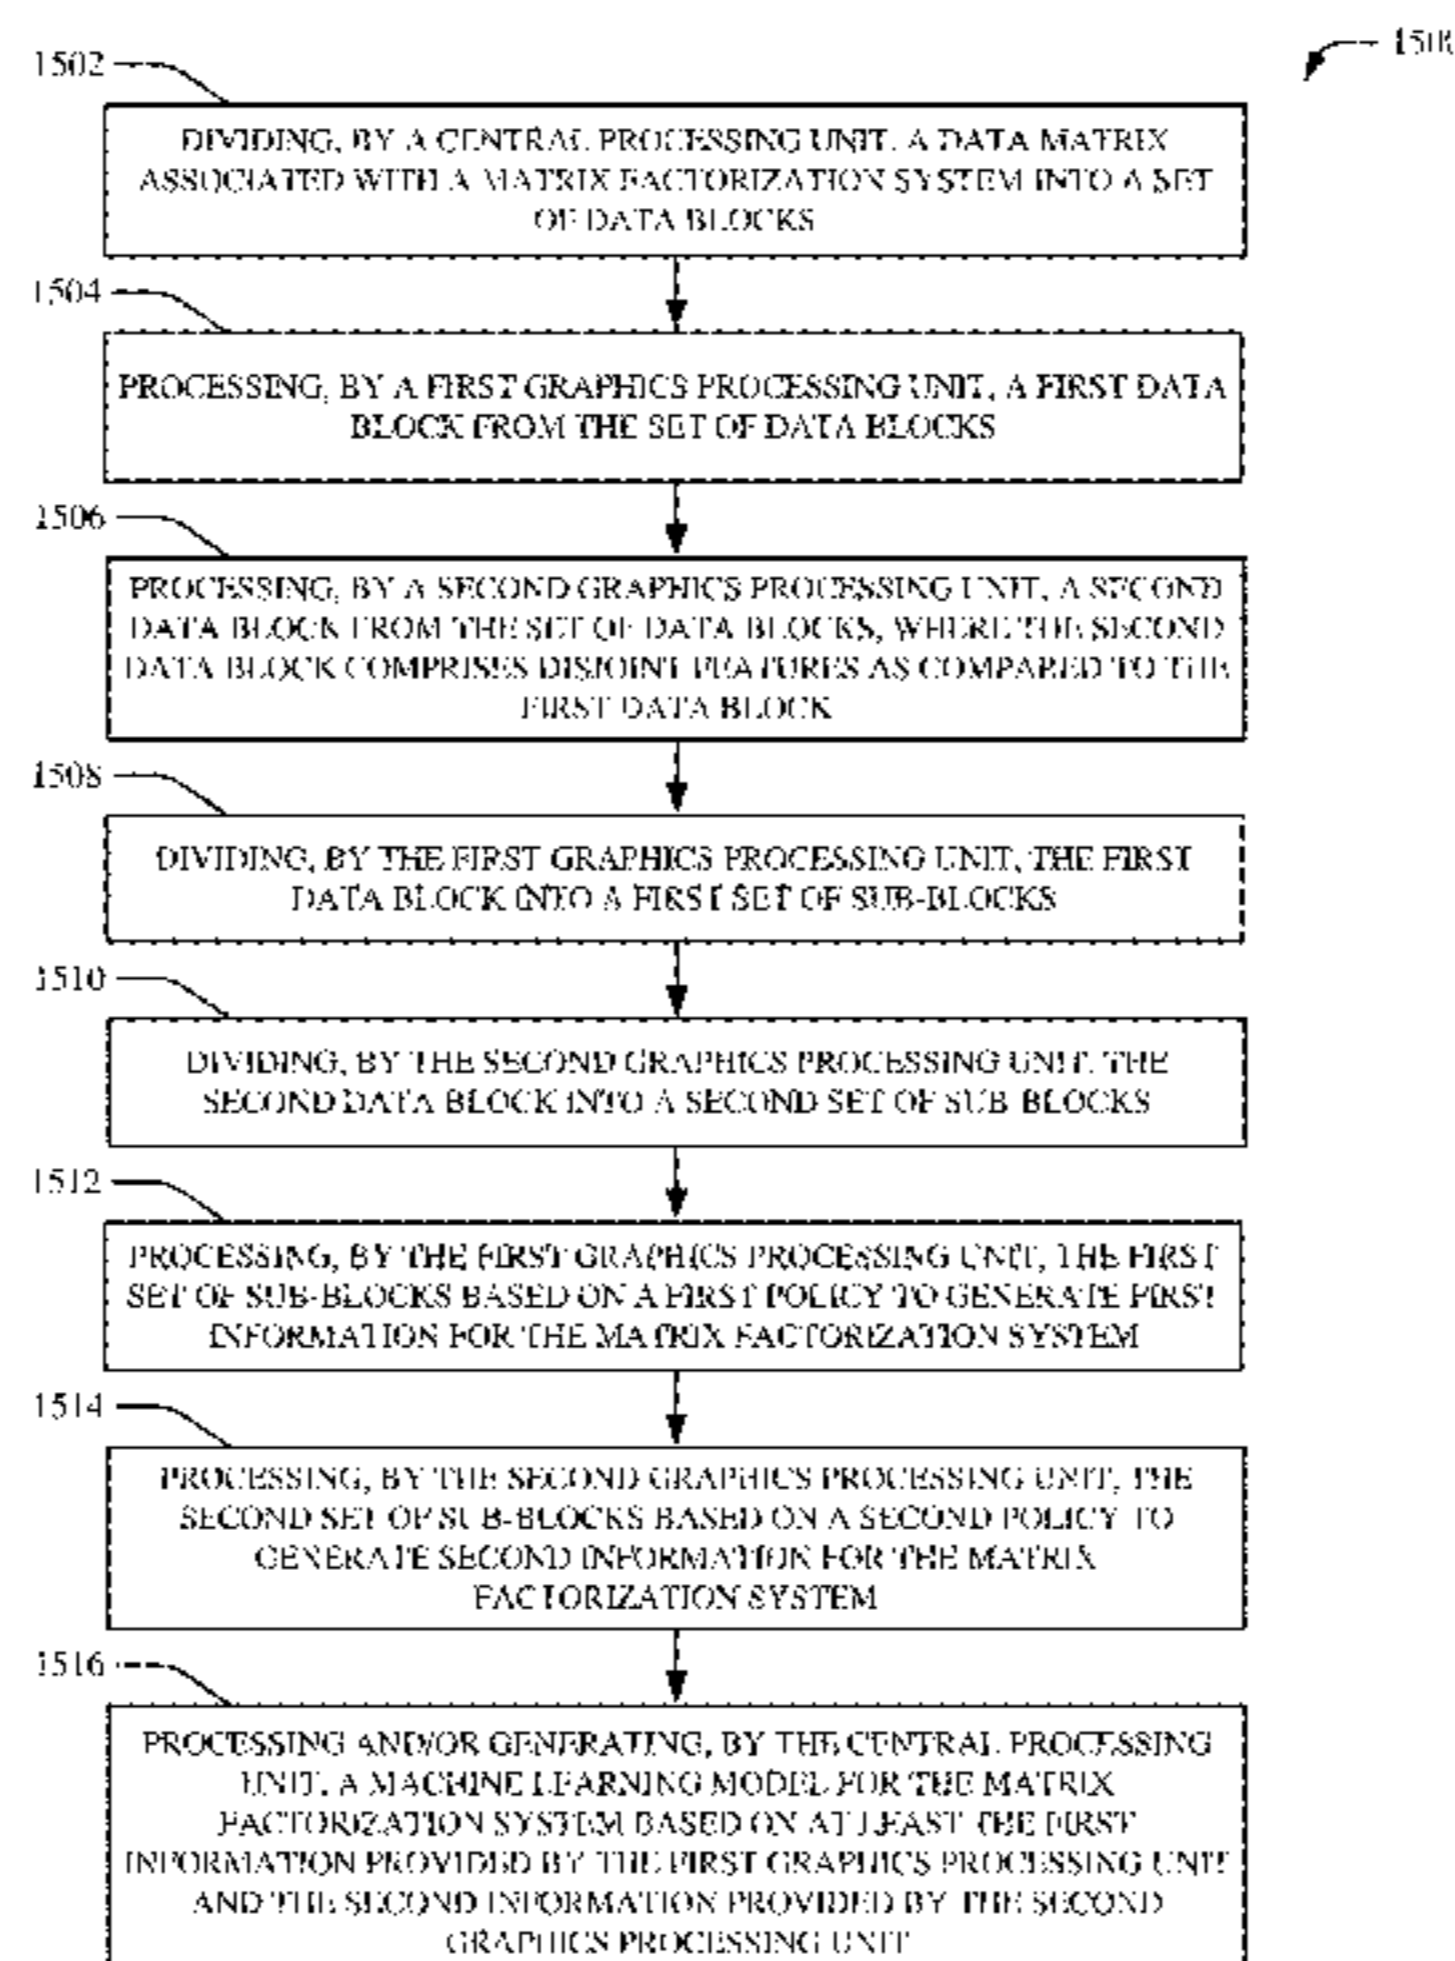 1502
DIVIDING, BY A CENTRAL PROCESSING UNIT, A DATA MATRIX
ASSOCIATED WITH A MATRIX FACTORIZATION SYSTEM INTO A SET
OF DATA BLOCKS
1504
PROCESSING, BY A FIRST GRAPHICS PROCESSING UNIT, A FIRST DATA
BLOCK FROM THE SET OF DATA BLOCKS
1506
PROCESSING, BY A SECOND GRAPHICS PROCESSING UNIT, A SECOND
DATA BLOCK FROM THE SET OF DATA BLOCKS, WHERE THE SECOND
DATA BLOCK COMPRISES DISJOINT FEATURES AS COMPARED TO THE
FIRST DATA BLOCK
1508
DIVIDING, BY THE FIRST GRAPHICS PROCESSING UNIT, THE FIRST
DATA BLOCK INTO A FIRST SET OF SUB-BLOCKS
1510
DIVIDING, BY THE SECOND GRAPHICS PROCESSING UNIT, THE
SECOND DATA BLOCK INTO A SECOND SET OF SUB-BLOCKS
1512
PROCESSING, BY THE FIRST GRAPHICS PROCESSING UNIT, THE FIRST
SET OF SUB-BLOCKS BASED ON A FIRST POLICY TO GENERATE FIRST
INFORMATION FOR THE MATRIX FACTORIZATION SYSTEM
1514
PROCESSING, BY THE SECOND GRAPHICS PROCESSING UNIT, THE
SECOND SET OF SUB-BLOCKS BASED ON A SECOND POLICY TO
GENERATE SECOND INFORMATION FOR THE MATRIX
FACTORIZATION SYSTEM
1516
PROCESSING AND/OR GENERATING, BY THE CENTRAL PROCESSING
UNIT, A MACHINE LEARNING MODEL FOR THE MATRIX
FACTORIZATION SYSTEM BASED ON AT LEAST THE FIRST
INFORMATION PROVIDED BY THE FIRST GRAPHICS PROCESSING UNIT
AND THE SECOND INFORMATION PROVIDED BY THE SECOND
GRAPHICS PROCESSING UNIT